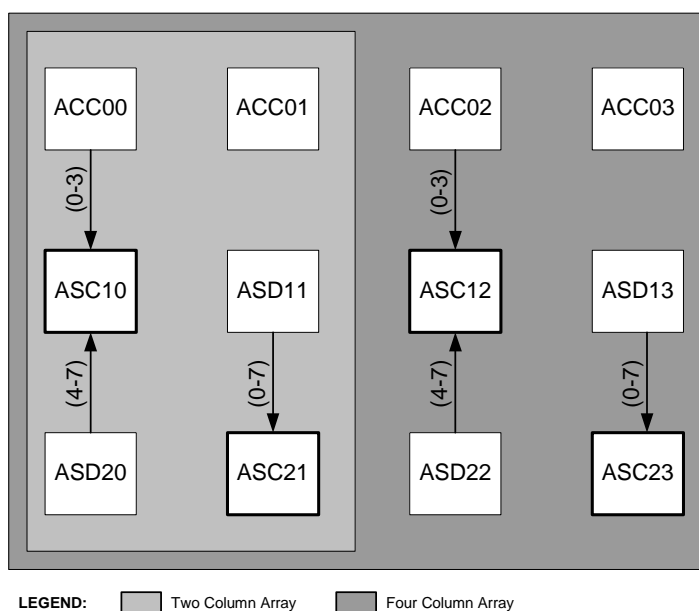 ACC00 ACC01 ACC02 ACC03
(0-3) (0-3)
ASC10 ASD11 ASC12 ASD13
(4-7) (0-7) (4-7) (0-7)
ASD20 ASC21 ASD22 ASC23
LEGEND: Two Column Array Four Column Array